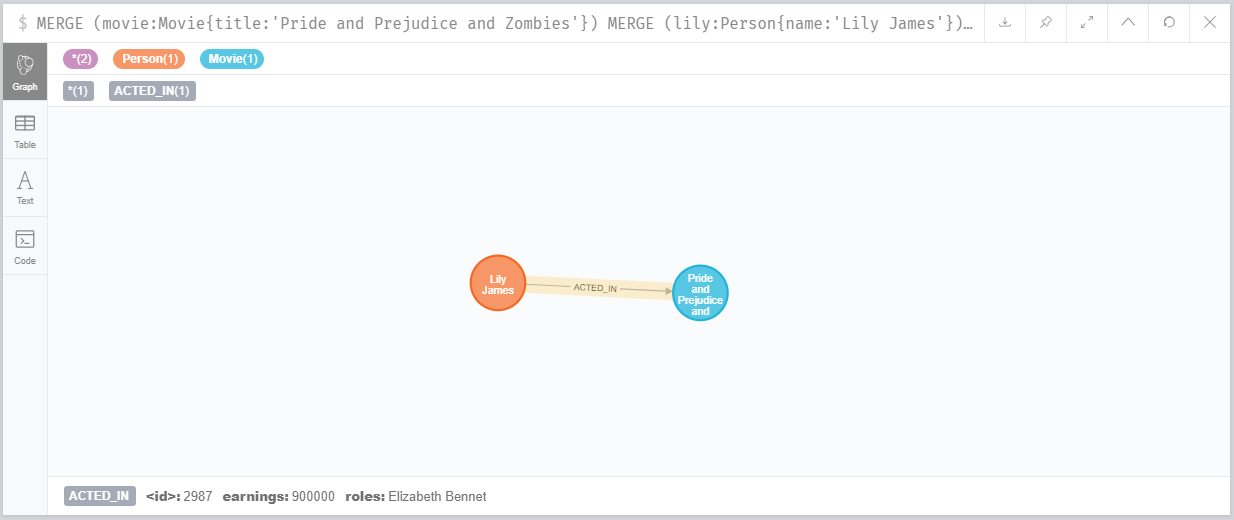 $ MERGE (movie:Movie{title:'Pride and Prejudice and Zombies'}) MERGE (lily:Person{name:'Lily James'})…
*(2) Person(1) Movie(1)
*(1) ACTED_IN(1)
Graph
Table
Text
Code
Lily
James
ACTED_IN
Pride
and
Prejudice
and
ACTED_IN <id>: 2987 earnings: 900000 roles: Elizabeth Bennet